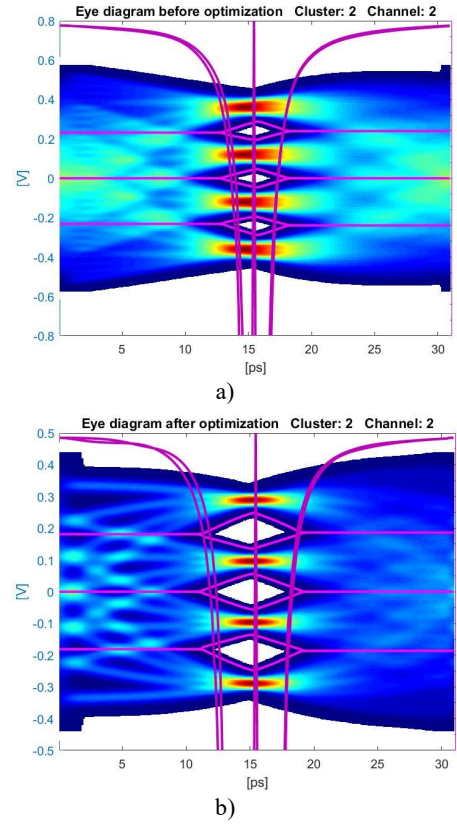 Eye diagram before optimization Cluster: 2 Channel: 2
0.8
0.6
0.4
0.2
0
-0.2
-0.4
-0.6
-0.8
[V]
5 10 15 20 25 30
[ps]
a)
Eye diagram after optimization Cluster: 2 Channel: 2
0.5
0.4
0.3
0.2
0.1
0
-0.1
-0.2
-0.3
-0.4
-0.5
[V]
5 10 15 20 25 30
[ps]
b)